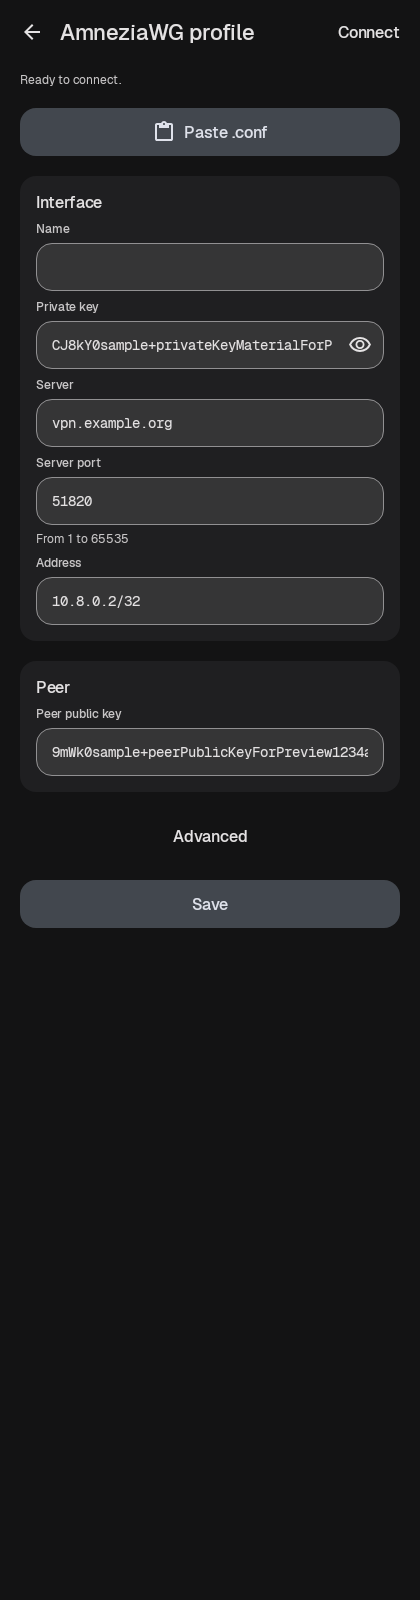 AmneziaWG profile
Connect
Ready to connect.
Paste .conf
Interface
Name
Private key
CJ8kY0sample+privateKeyMaterialForP
Server
vpn.example.org
Server port
51820
From 1 to 65535
Address
10.8.0.2/32
Peer
Peer public key
9mWk0sample+peerPublicKeyForPreview1234a
Advanced
Save